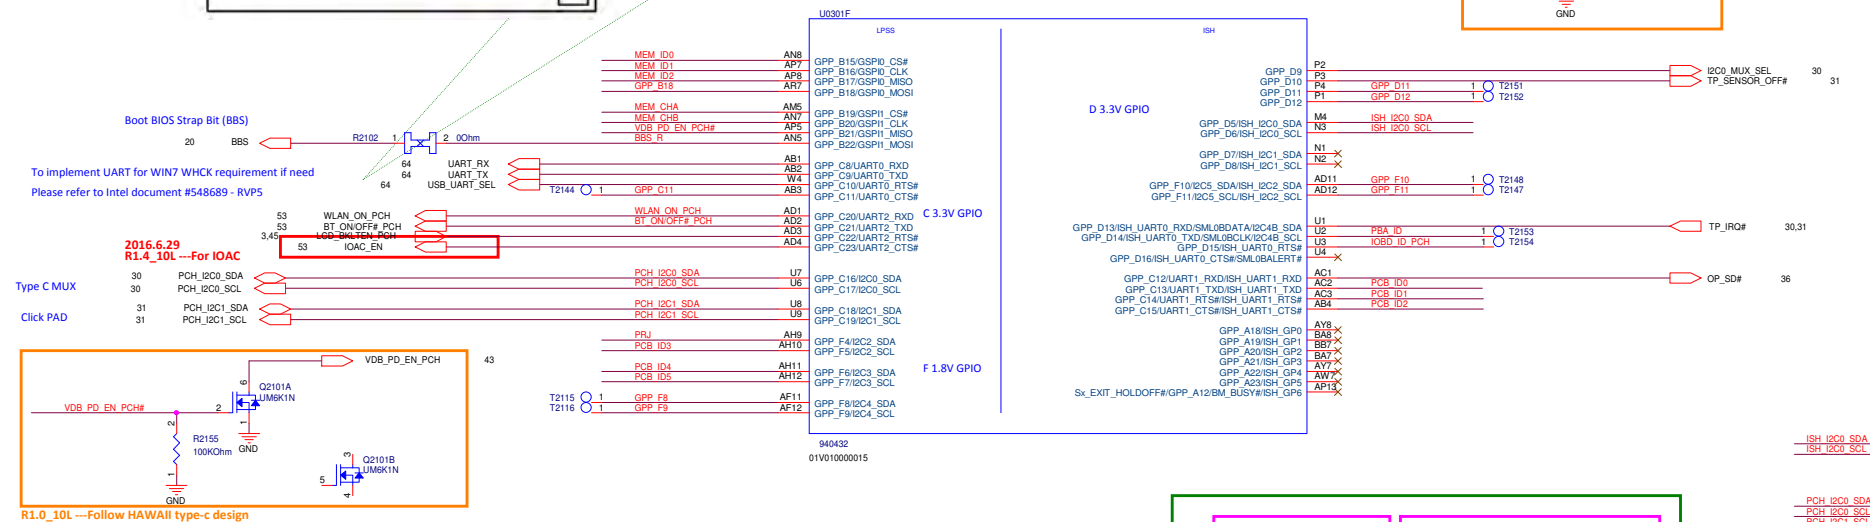 GND
U0301F
LPSS
ISH
MEM_ID0 AN8 GPP_B15/GSPI0_CS#
MEM_ID1 AP7 GPP_B16/GSPI0_CLK
MEM_ID2 AP8 GPP_B17/GSPI0_MISO
GPP_B18 AR7 GPP_B18/GSPI0_MOSI
MEM_CHA AM5 GPP_B19/GSPI1_CS#
MEM_CHB AN7 GPP_B20/GSPI1_CLK
VDB_PD_EN_PCH# AP5 GPP_B21/GSPI1_MISO
Boot BIOS Strap Bit (BBS)
20 BBS R2102 1 2 0Ohm BBS_R AN5 GPP_B22/GSPI1_MOSI
64 UART_RX AB1 GPP_C8/UART0_RXD
64 UART_TX AB2 GPP_C9/UART0_TXD
64 USB_UART_SEL W4 GPP_C10/UART0_RTS#
T2144 1 GPP_C11 AB3 GPP_C11/UART0_CTS#
To implement UART for WIN7 WHCK requirement if need
Please refer to Intel document #548689 - RVP5
53 WLAN_ON_PCH WLAN_ON_PCH AD1 GPP_C20/UART2_RXD
53 BT_ON/OFF#_PCH BT_ON/OFF#_PCH AD2 GPP_C21/UART2_TXD
3,45 LCD_BKLTEN_PCH AD3 GPP_C22/UART2_RTS#
53 IOAC_EN AD4 GPP_C23/UART2_CTS#
C 3.3V GPIO
2016.6.29
R1.4_10L ---For IOAC
Type C MUX
30 PCH_I2C0_SDA PCH_I2C0_SDA U7 GPP_C16/I2C0_SDA
30 PCH_I2C0_SCL PCH_I2C0_SCL U6 GPP_C17/I2C0_SCL
Click PAD
31 PCH_I2C1_SDA PCH_I2C1_SDA U8 GPP_C18/I2C1_SDA
31 PCH_I2C1_SCL PCH_I2C1_SCL U9 GPP_C19/I2C1_SCL
PRJ AH9 GPP_F4/I2C2_SDA
PCB_ID3 AH10 GPP_F5/I2C2_SCL
PCB_ID4 AH11 GPP_F6/I2C3_SDA
PCB_ID5 AH12 GPP_F7/I2C3_SCL
F 1.8V GPIO
T2115 1 GPP_F8 AF11 GPP_F8/I2C4_SDA
T2116 1 GPP_F9 AF12 GPP_F9/I2C4_SCL
GPP_D9 P2 I2C0_MUX_SEL 30
GPP_D10 P3 TP_SENSOR_OFF# 31
GPP_D11 P4 GPP_D11 1 T2151
GPP_D12 P1 GPP_D12 1 T2152
D 3.3V GPIO
GPP_D5/ISH_I2C0_SDA M4 ISH_I2C0_SDA
GPP_D6/ISH_I2C0_SCL N3 ISH_I2C0_SCL
GPP_D7/ISH_I2C1_SDA N1
GPP_D8/ISH_I2C1_SCL N2
GPP_F10/I2C5_SDA/ISH_I2C2_SDA AD11 GPP_F10 1 T2148
GPP_F11/I2C5_SCL/ISH_I2C2_SCL AD12 GPP_F11 1 T2147
GPP_D13/ISH_UART0_RXD/SML0BDATA/I2C4B_SDA U1 TP_IRQ# 30,31
GPP_D14/ISH_UART0_TXD/SML0BCLK/I2C4B_SCL U2 PBA_ID 1 T2153
GPP_D15/ISH_UART0_RTS# U3 IOBD_ID_PCH 1 T2154
GPP_D16/ISH_UART0_CTS#/SML0BALERT# U4
GPP_C12/UART1_RXD/ISH_UART1_RXD AC1 OP_SD# 36
GPP_C13/UART1_TXD/ISH_UART1_TXD AC2 PCB_ID0
GPP_C14/UART1_RTS#/ISH_UART1_RTS# AC3 PCB_ID1
GPP_C15/UART1_CTS#/ISH_UART1_CTS# AB4 PCB_ID2
GPP_A18/ISH_GP0 AY8
GPP_A19/ISH_GP1 BA8
GPP_A20/ISH_GP2 BB7
GPP_A21/ISH_GP3 BA7
GPP_A22/ISH_GP4 AY7
GPP_A23/ISH_GP5 AW7
Sx_EXIT_HOLDOFF#/GPP_A12/BM_BUSY#/ISH_GP6 AP13
940432
01V010000015
VDB_PD_EN_PCH 43
6
Q2101A
UM6K1N
VDB_PD_EN_PCH# 2
1
GND
2
R2155
100KOhm
1
GND
3
Q2101B
UM6K1N
5
4
R1.0_10L ---Follow HAWAII type-c design
ISH_I2C0_SDA
ISH_I2C0_SCL
PCH_I2C0_SDA
PCH_I2C0_SCL
PCH_I2C1_SDA